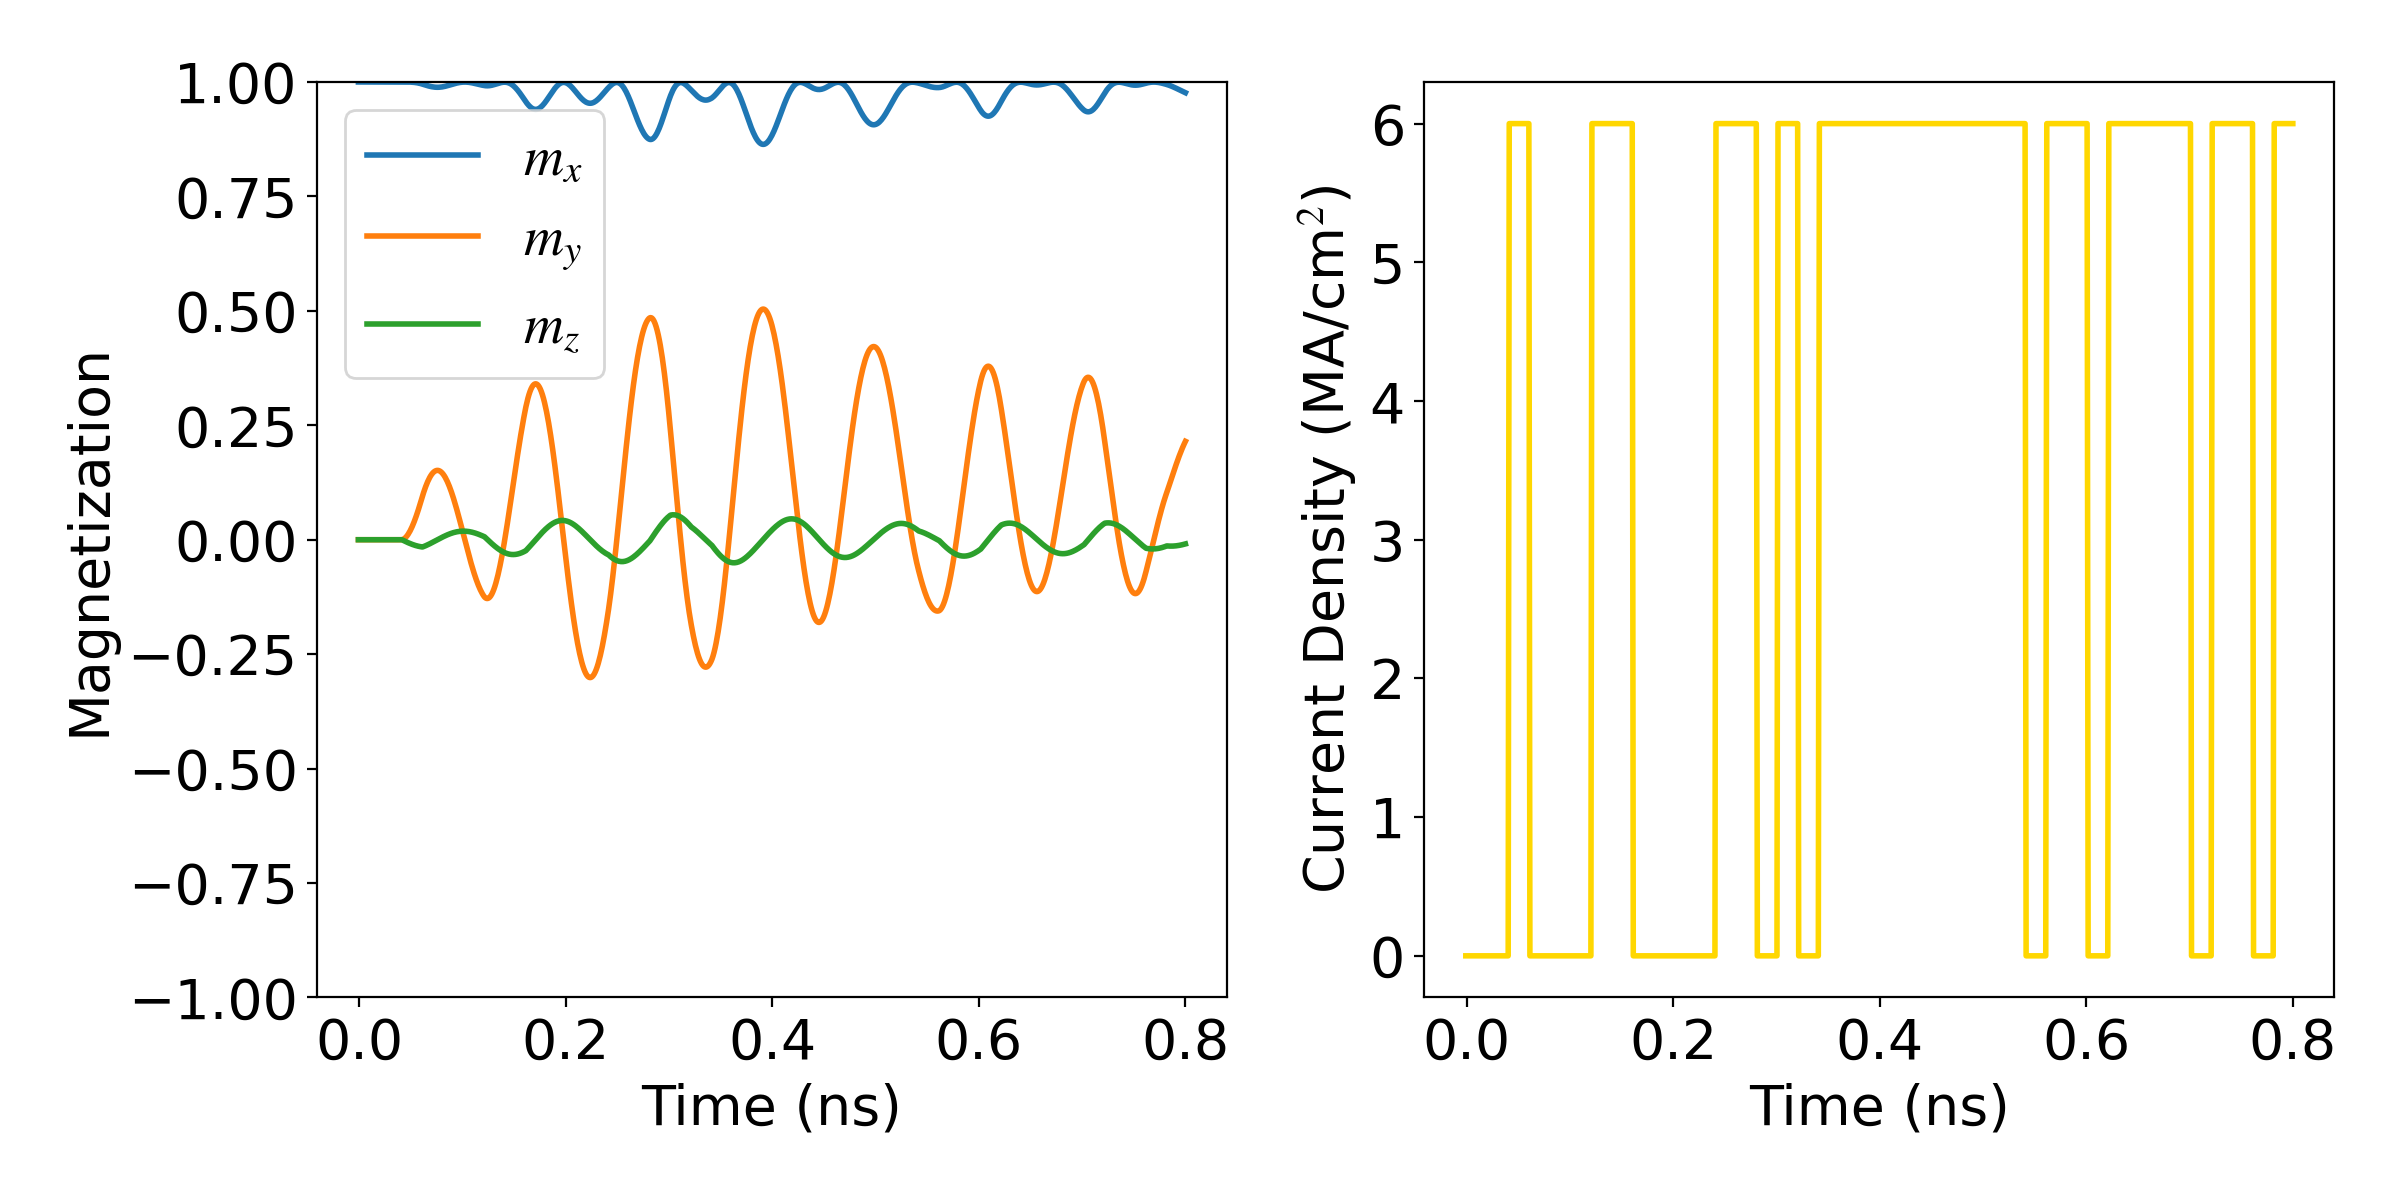 1.00
0.75
0.50
0.25
0.00
−0.25
−0.50
−0.75
−1.00
Magnetization
m_x
m_y
m_z
0.0 0.2 0.4 0.6 0.8
Time (ns)
6
5
4
3
2
1
0
Current Density (MA/cm²)
0.0 0.2 0.4 0.6 0.8
Time (ns)